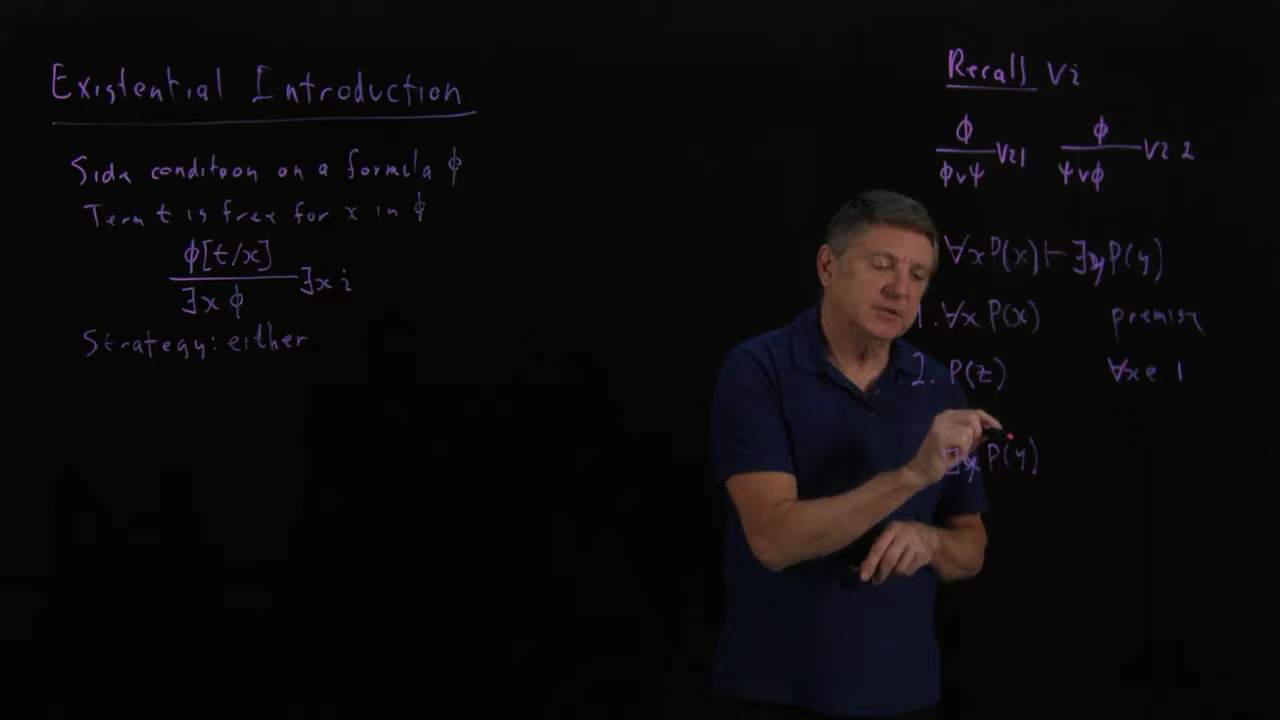 Existential Introduction
Side conditoon on a formula ϕ
Term t is free for x in ϕ
ϕ[t/x]
∃x ϕ ∃x i
Strategy: either
Recall ∨i
ϕ ϕ
ϕ∨ψ ∨i1 ψ∨ϕ ∨i 2
∀x P(x) ⊢ ∃y P(y)
1. ∀x P(x) premise
2. P(z) ∀x e 1
∃y P(y)